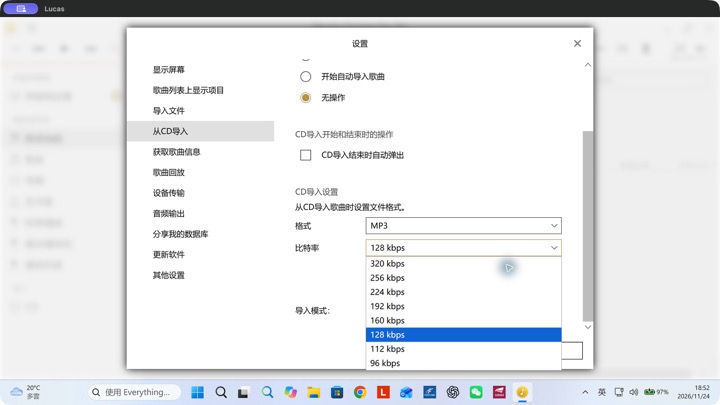 Lucas
设置
显示屏幕
歌曲列表上显示项目
导入文件
从CD导入
获取歌曲信息
歌曲回放
设备传输
音频输出
分享我的数据库
更新软件
其他设置
开始自动导入歌曲
无操作
CD导入开始和结束时的操作
CD导入结束时自动弹出
CD导入设置
从CD导入歌曲时设置文件格式。
格式
MP3
比特率
128 kbps
320 kbps
256 kbps
224 kbps
192 kbps
160 kbps
128 kbps
112 kbps
96 kbps
导入模式：
20°C
多云
使用 Everything...
英
97%
18:52
2026/11/24